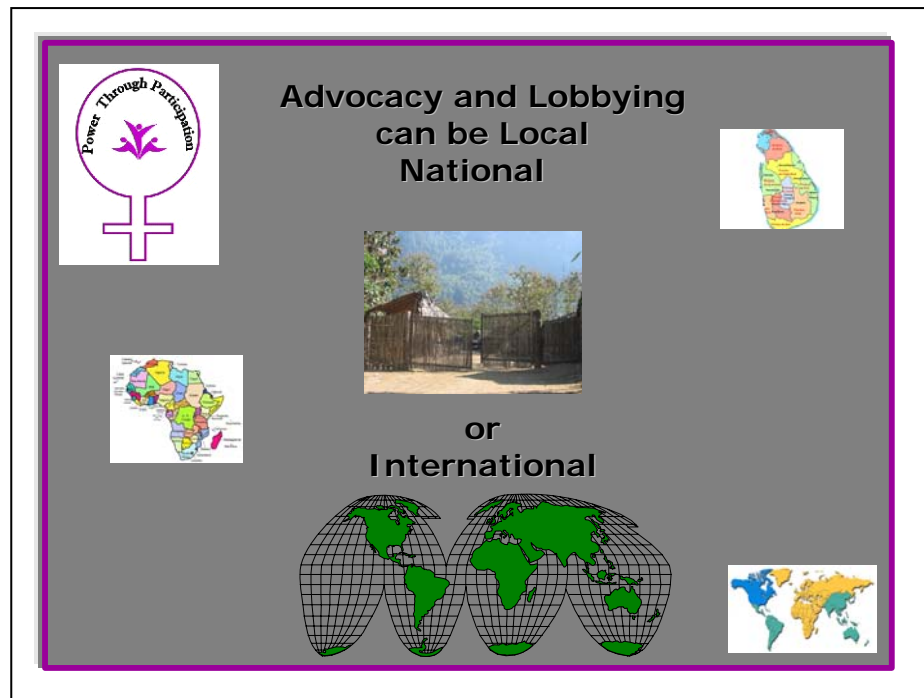 Power Through Participation
Advocacy and Lobbying
can be Local
National
or
International